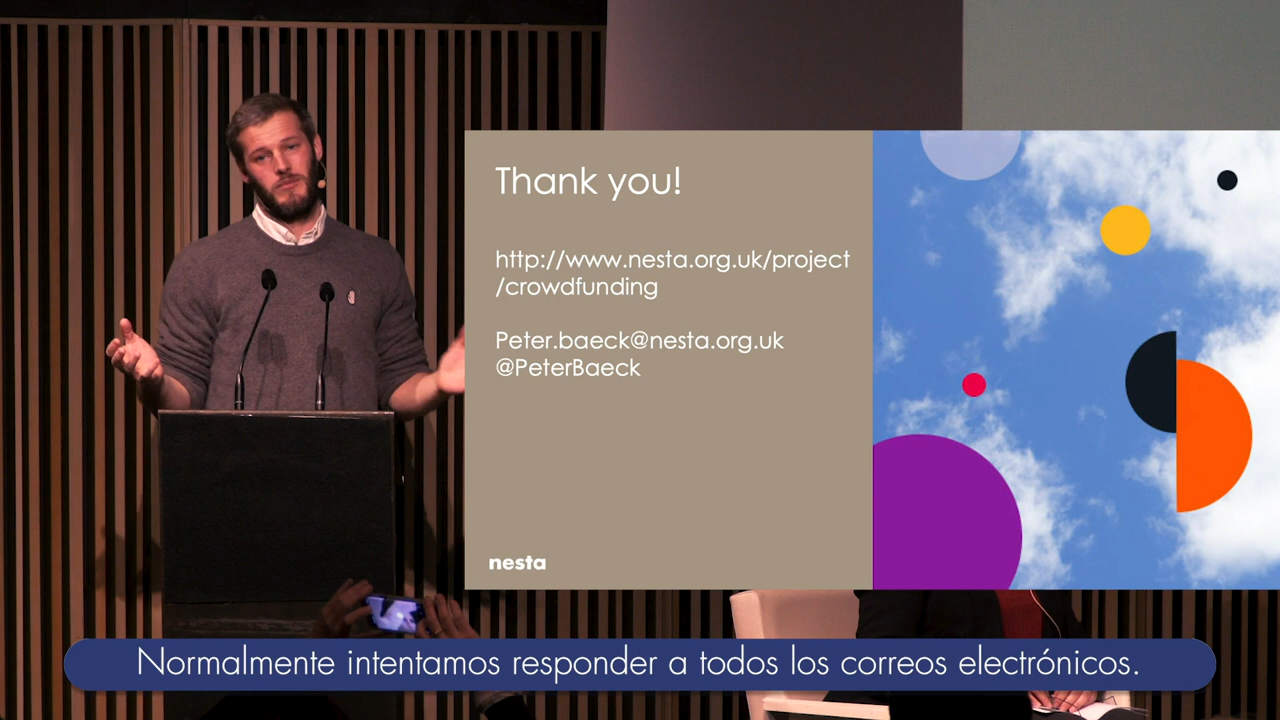 Thank you!
http://www.nesta.org.uk/project
/crowdfunding
Peter.baeck@nesta.org.uk
@PeterBaeck
nesta
Normalmente intentamos responder a todos los correos electrónicos.